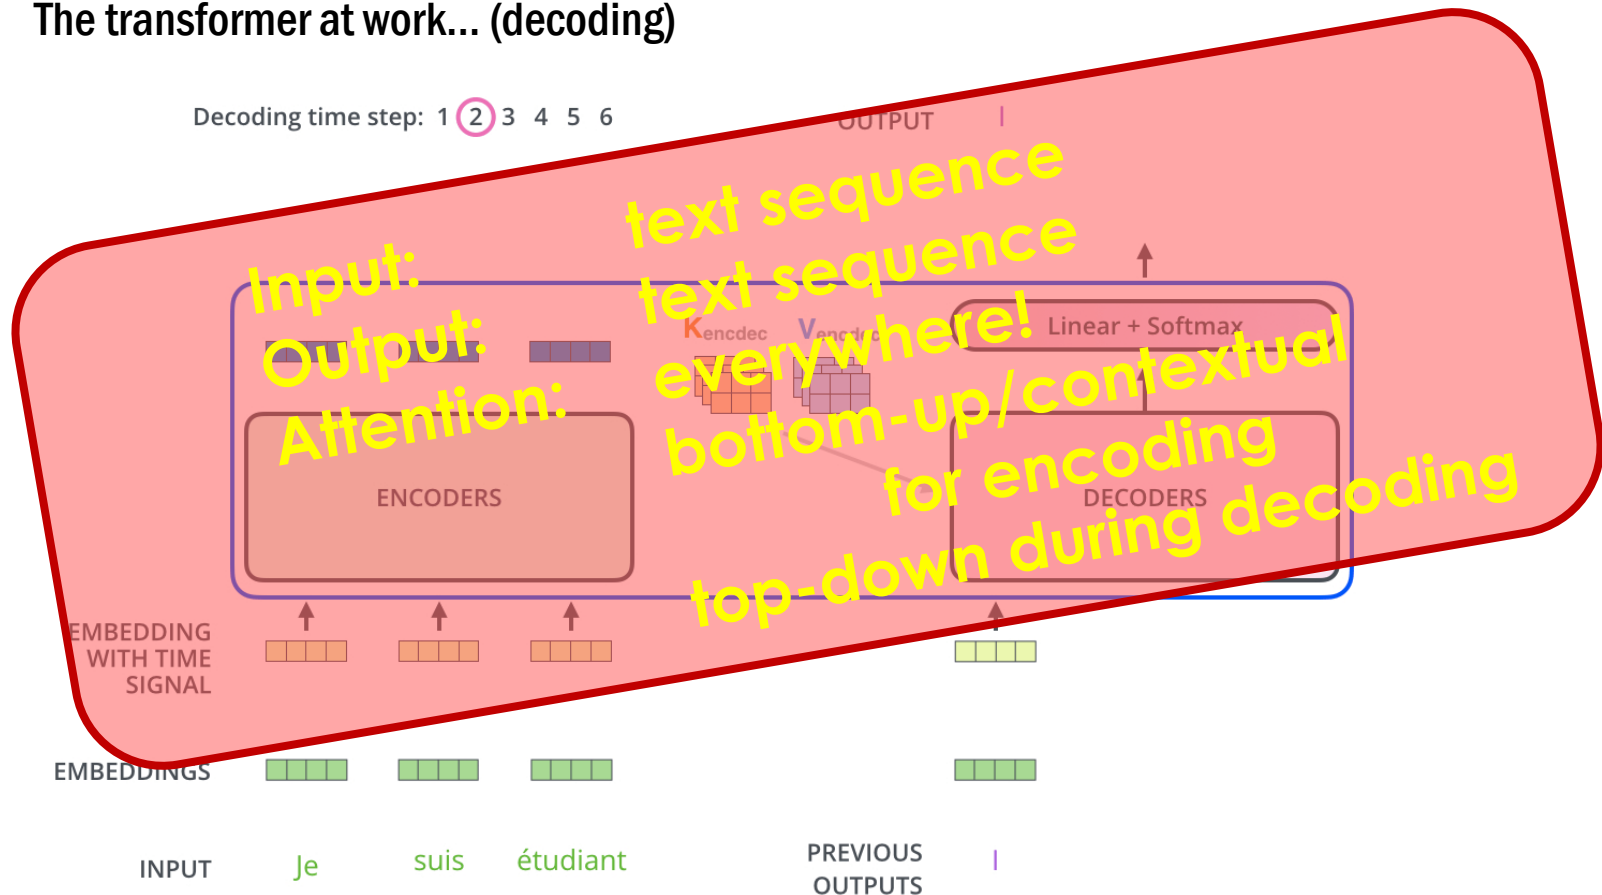 The transformer at work... (decoding)
Decoding time step: 1 2 3 4 5 6
OUTPUT I
Input: text sequence
Output: text sequence
Attention: everywhere!
bottom-up/contextual
for encoding
top-down during decoding
Kencdec Vencdec
Linear + Softmax
ENCODERS
DECODERS
EMBEDDING
WITH TIME
SIGNAL
EMBEDDINGS
INPUT Je suis étudiant
PREVIOUS
OUTPUTS
I